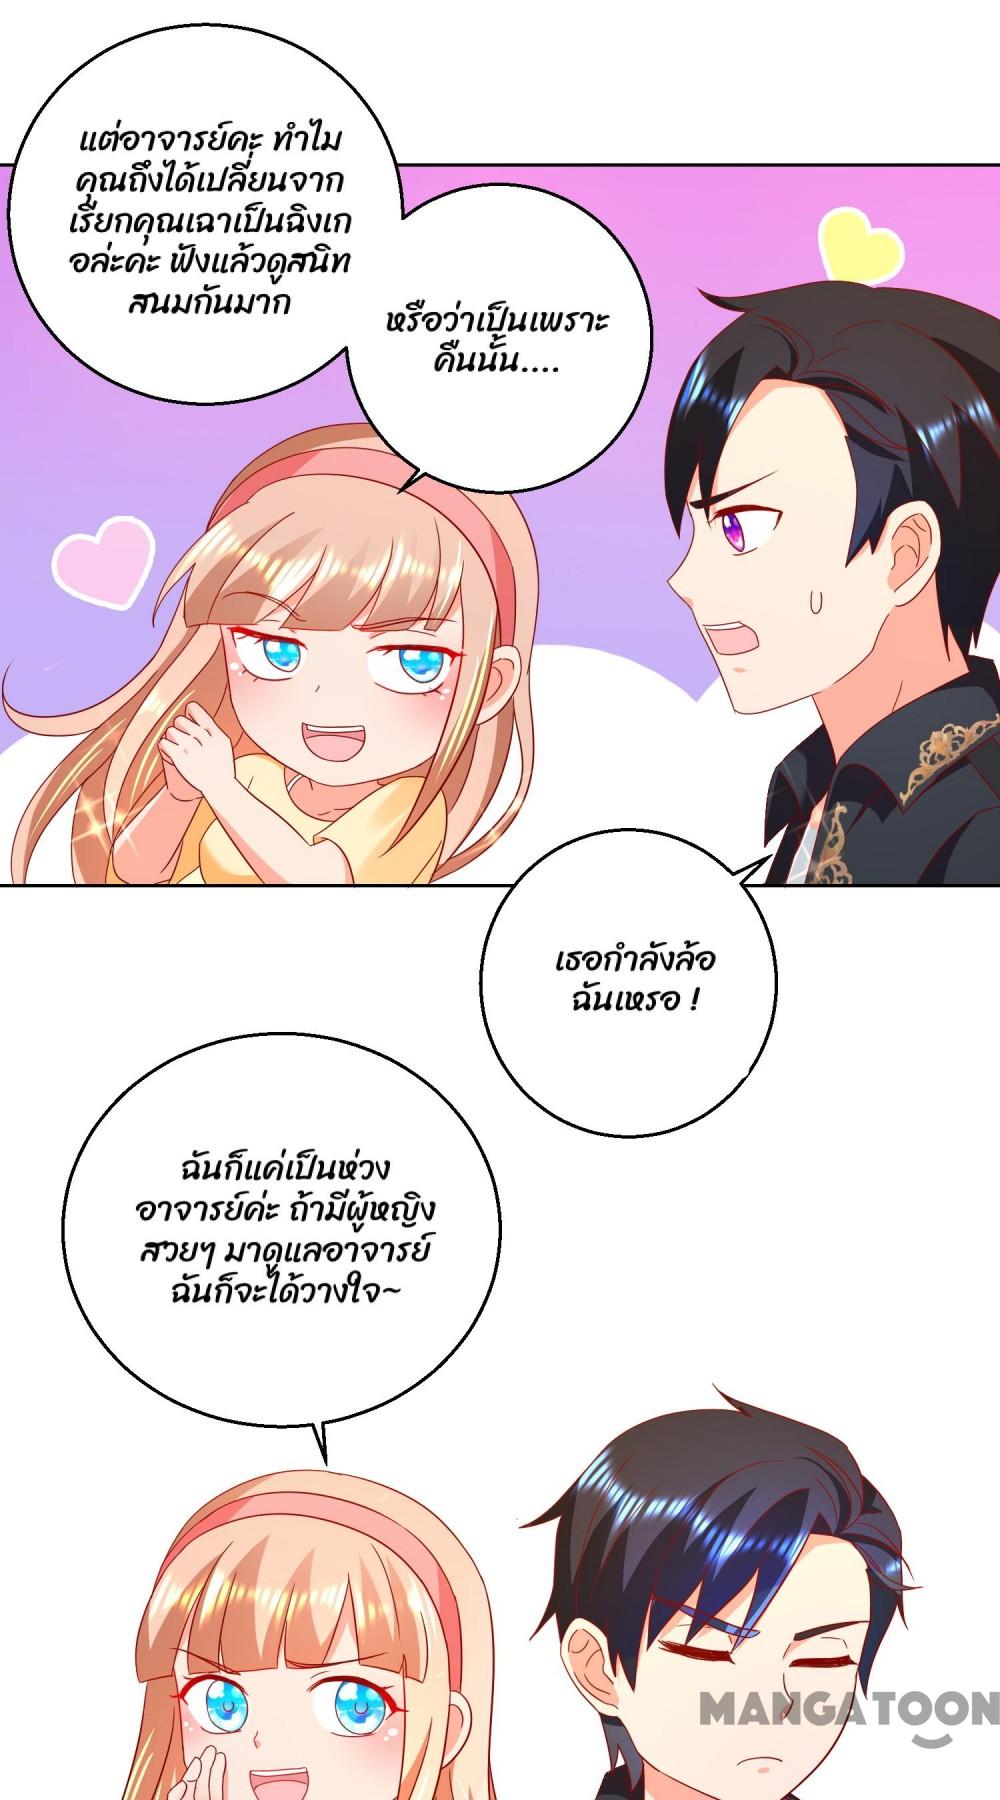 แต่อาจารย์คะ ทำไม
คุณถึงได้เปลี่ยนจาก
เรียกคุณเฉาเป็นฉิงเก
อล่ะคะ ฟังแล้วดูสนิท
สนมกันมาก
หรือว่าเป็นเพราะ
คืนนั้น....
เธอกำลังล้อ
ฉันเหรอ !
ฉันก็แค่เป็นห่วง
อาจารย์ค่ะ ถ้ามีผู้หญิง
สวยๆ มาดูแลอาจารย์
ฉันก็จะได้วางใจ~
MANGATOON